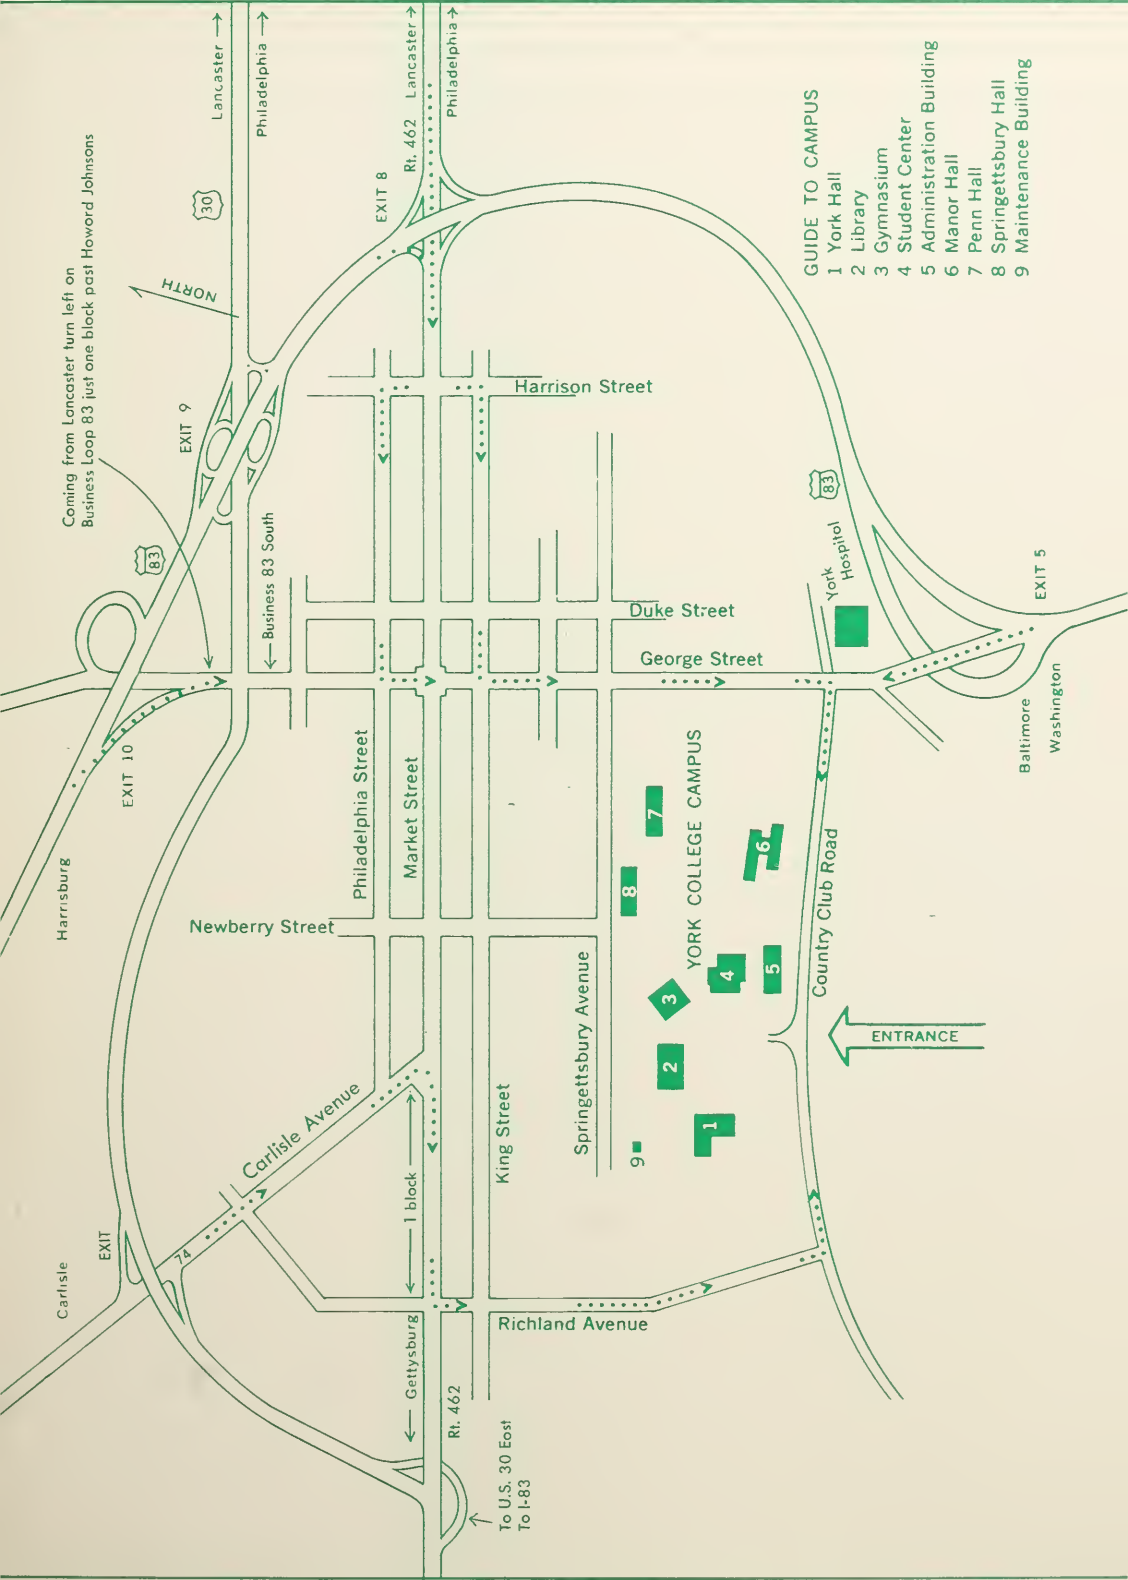 Coming from Lancaster turn left on
Business Loop 83 just one block past Howard Johnsons
Lancaster →
Philadelphia →
30
NORTH
EXIT 9
83
← Business 83 South
EXIT 10
Harrisburg
EXIT 8
Rt. 462 Lancaster →
Philadelphia →
Harrison Street
Duke Street
George Street
Philadelphia Street
Market Street
Newberry Street
King Street
Springettsbury Avenue
Carlisle Avenue
Carlisle
EXIT
74
← 1 block →
← Gettysburg
Rt. 462
Richland Avenue
To U.S. 30 East
To I-83
YORK COLLEGE CAMPUS
1
2
3
4
5
6
7
8
9
Country Club Road
ENTRANCE
York
Hospitol
83
EXIT 5
Baltimore
Washington
GUIDE TO CAMPUS
1 York Hall
2 Library
3 Gymnasium
4 Student Center
5 Administration Building
6 Manor Hall
7 Penn Hall
8 Springettsbury Hall
9 Maintenance Building